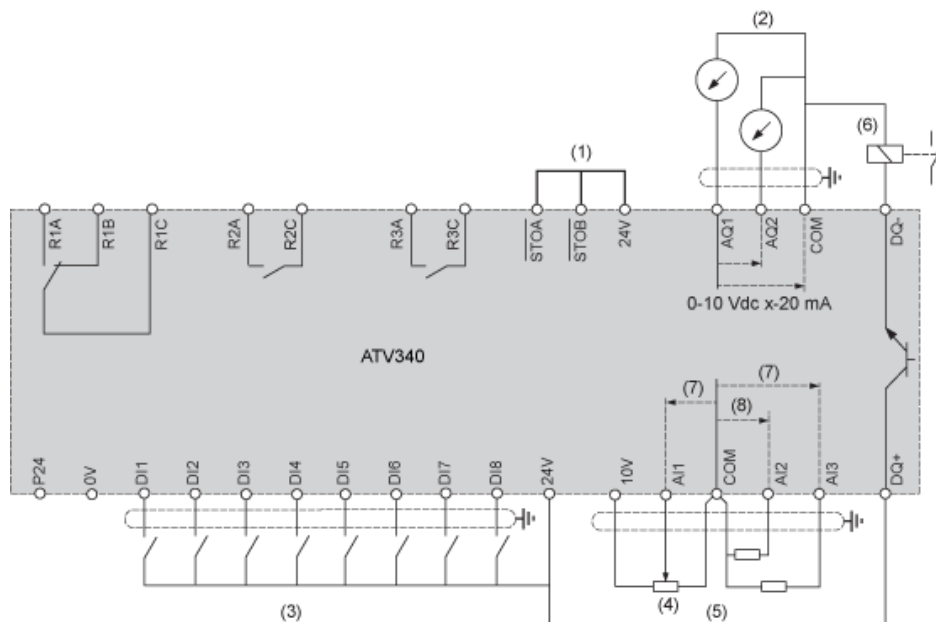 (2)
(6)
(1)
R1A
R1B
R1C
R2A
R2C
R3A
R3C
STOA
STOB
24V
AQ1
AQ2
COM
DQ-
0-10 Vdc x-20 mA
ATV340
(7)
(7)
(8)
P24
0V
DI1
DI2
DI3
DI4
DI5
DI6
DI7
DI8
24V
10V
AI1
COM
AI2
AI3
DQ+
(3)
(4)
(5)